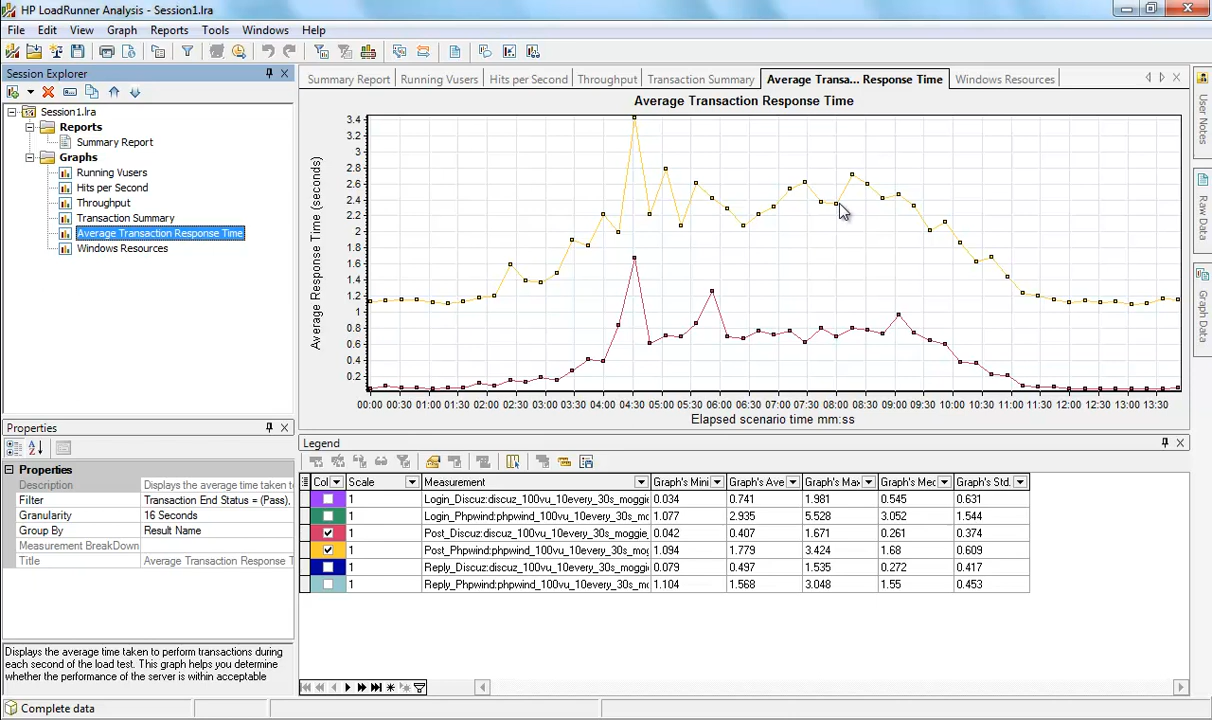 HP LoadRunner Analysis - Session1.lra
File Edit View Graph Reports Tools Windows Help
Session Explorer
Session1.lra
Reports
Summary Report
Graphs
Running Vusers
Hits per Second
Throughput
Transaction Summary
Average Transaction Response Time
Windows Resources
Properties
Properties
Description Displays the average time taken to
Filter Transaction End Status = (Pass),
Granularity 16 Seconds
Group By Result Name
Measurement BreakDown
Title Average Transaction Response T
Displays the average time taken to perform transactions during
each second of the load test. This graph helps you determine
whether the performance of the server is within acceptable
Complete data
Summary Report Running Vusers Hits per Second Throughput Transaction Summary Average Transa... Response Time Windows Resources
Average Transaction Response Time
Average Response Time (seconds)
3.4
3.2
3
2.8
2.6
2.4
2.2
2
1.8
1.6
1.4
1.2
1
0.8
0.6
0.4
0.2
00:00 00:30 01:00 01:30 02:00 02:30 03:00 03:30 04:00 04:30 05:00 05:30 06:00 06:30 07:00 07:30 08:00 08:30 09:00 09:30 10:00 10:30 11:00 11:30 12:00 12:30 13:00 13:30
Elapsed scenario time mm:ss
Legend
Col Scale Measurement Graph's Mini Graph's Ave Graph's Ma Graph's Mec Graph's Std.
1 Login_Discuz:discuz_100vu_10every_30s_moggie 0.034 0.741 1.981 0.545 0.631
1 Login_Phpwind:phpwind_100vu_10every_30s_mo 1.077 2.935 5.528 3.052 1.544
1 Post_Discuz:discuz_100vu_10every_30s_moggie 0.042 0.407 1.671 0.261 0.374
1 Post_Phpwind:phpwind_100vu_10every_30s_mog 1.094 1.779 3.424 1.68 0.609
1 Reply_Discuz:discuz_100vu_10every_30s_moggi 0.079 0.497 1.535 0.272 0.417
1 Reply_Phpwind:phpwind_100vu_10every_30s_mo 1.104 1.568 3.048 1.55 0.453
User Notes
Raw Data
Graph Data